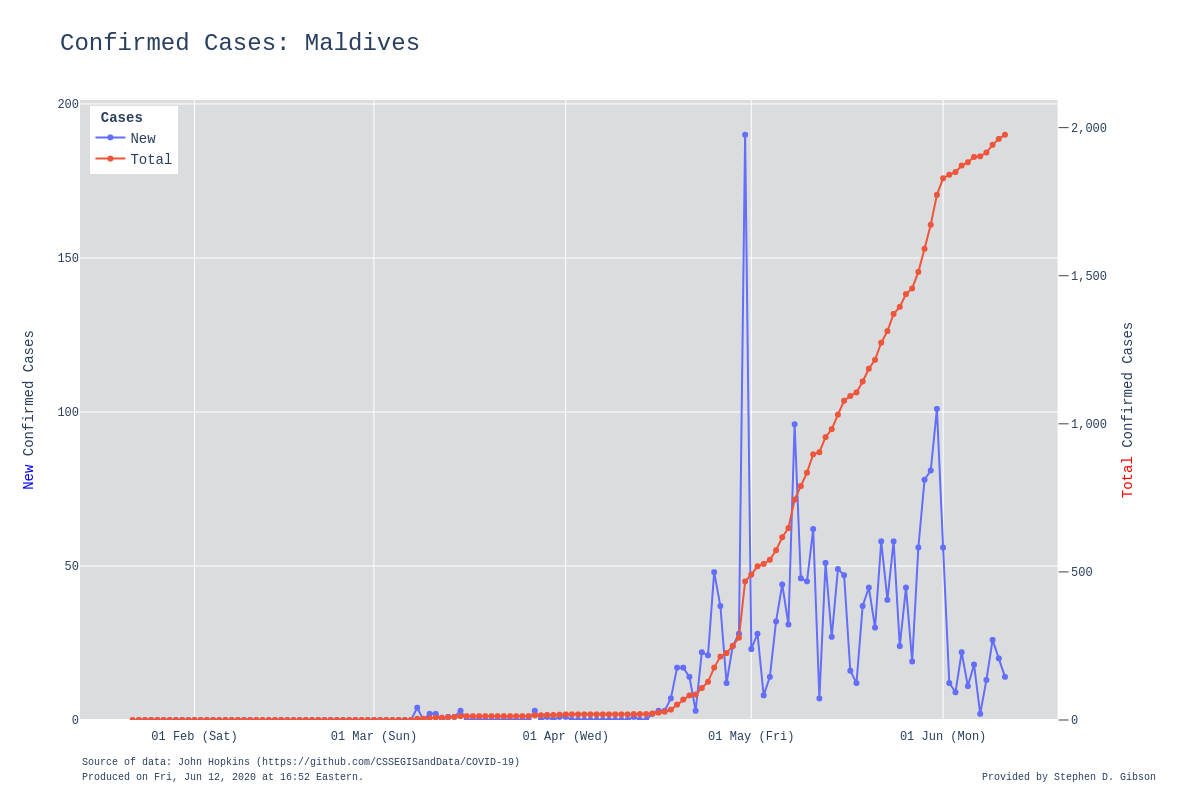 Confirmed Cases: Maldives
Cases
New
Total
200
150
100
50
0
2,000
1,500
1,000
500
0
New Confirmed Cases
Total Confirmed Cases
01 Feb (Sat)
01 Mar (Sun)
01 Apr (Wed)
01 May (Fri)
01 Jun (Mon)
Source of data: John Hopkins (https://github.com/CSSEGISandData/COVID-19)
Produced on Fri, Jun 12, 2020 at 16:52 Eastern.
Provided by Stephen D. Gibson